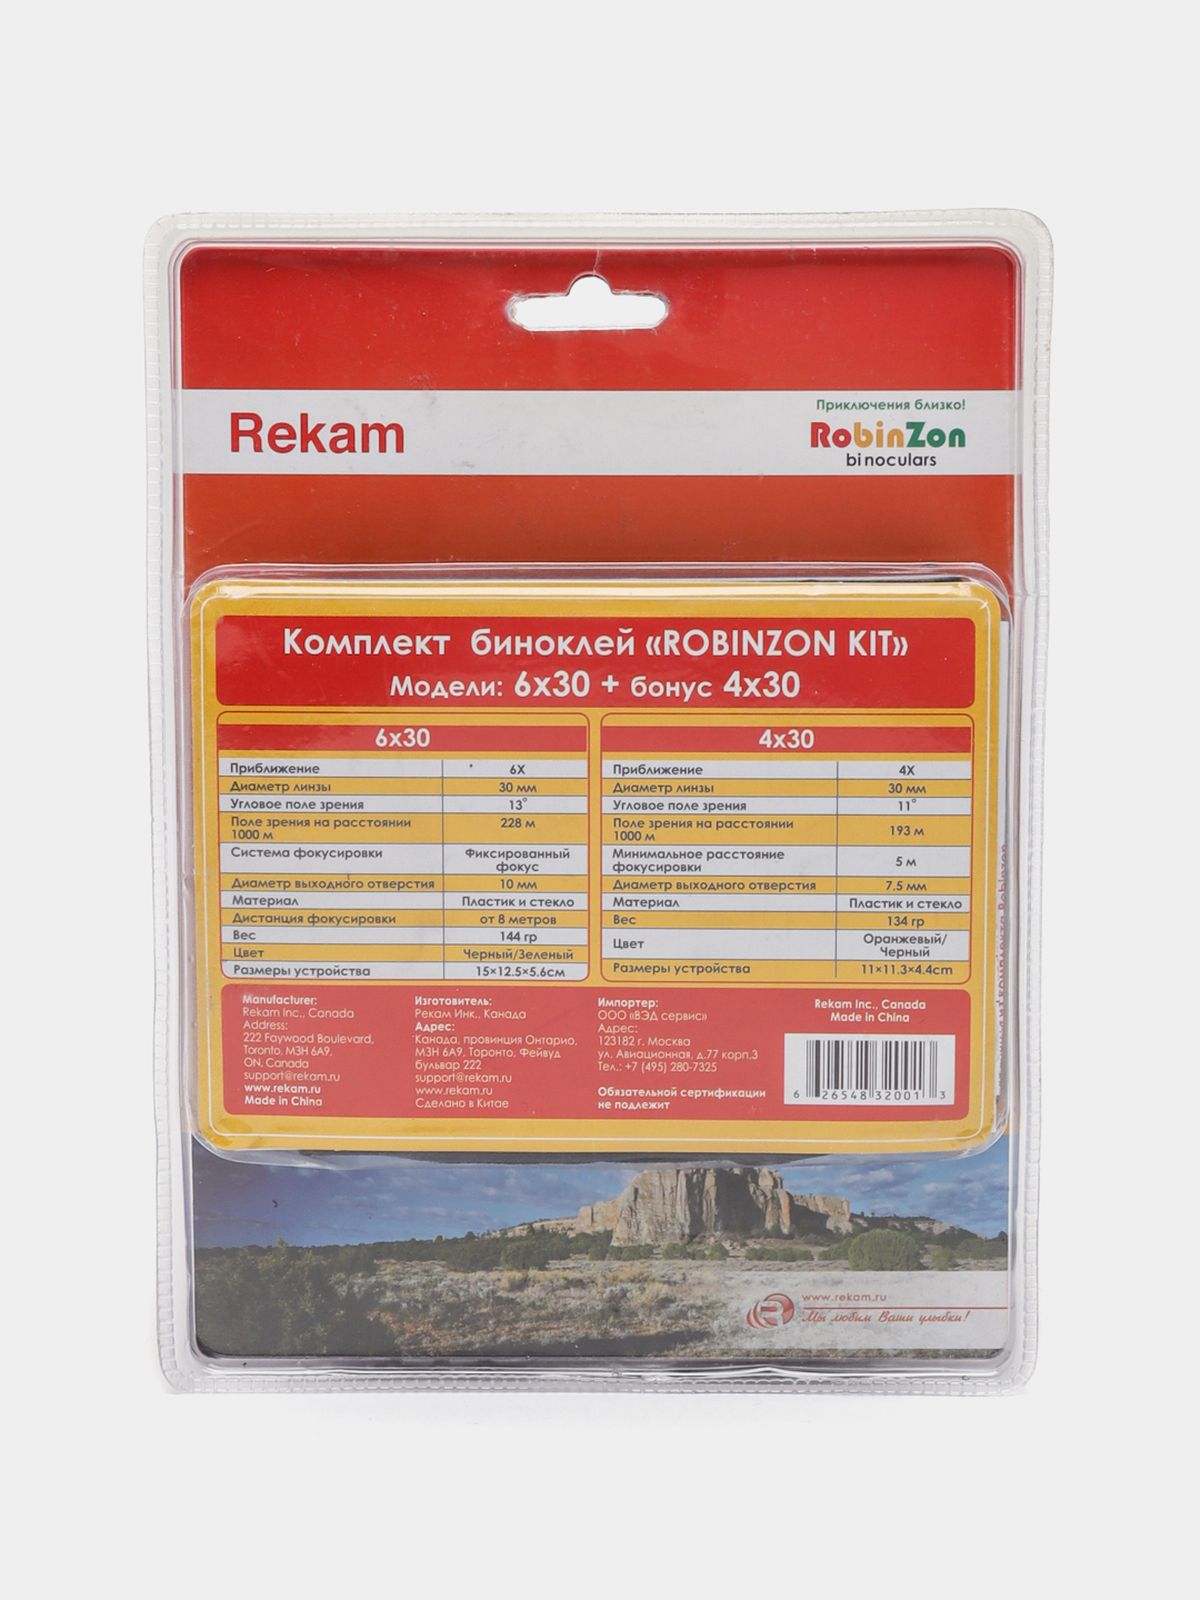 Приключения близко!
Rekam
RobinZon
binoculars
Комплект биноклей «ROBINZON KIT»
Модели: 6x30 + бонус 4x30
6x30
Приближение 6X
Диаметр линзы 30 мм
Угловое поле зрения 13°
Поле зрения на расстоянии 228 м
1000 м
Система фокусировки Фиксированный
фокус
Диаметр выходного отверстия 10 мм
Материал Пластик и стекло
Дистанция фокусировки от 8 метров
Вес 144 гр
Цвет Черный/Зеленый
Размеры устройства 15×12.5×5.6см
4x30
Приближение 4X
Диаметр линзы 30 мм
Угловое поле зрения 11°
Поле зрения на расстоянии
1000 м 193 м
Минимальное расстояние
фокусировки 5 м
Диаметр выходного отверстия 7.5 мм
Материал Пластик и стекло
Вес 134 гр
Цвет Оранжевый/
Черный
Размеры устройства 11×11.3×4.4cm
Manufacturer:
Rekam Inc., Canada
Address:
222 Faywood Boulevard,
Toronto, M3H 6A9,
ON, Canada
support@rekam.ru
www.rekam.ru
Made in China
Изготовитель:
Рекам Инк., Канада
Адрес:
Канада, провинция Онтарио,
M3H 6A9, Торонто, Фейвуд
бульвар 222
support@rekam.ru
www.rekam.ru
Сделано в Китае
Импортер:
ООО «ВЭД сервис»
Адрес:
123182 г. Москва
ул. Авиационная, д.77 корп.3
Тел.: +7 (495) 280-7325
Обязательной сертификации
не подлежит
Rekam Inc., Canada
Made in China
6 26548 32001 3
www.rekam.ru
Мы любим Ваши улыбки!